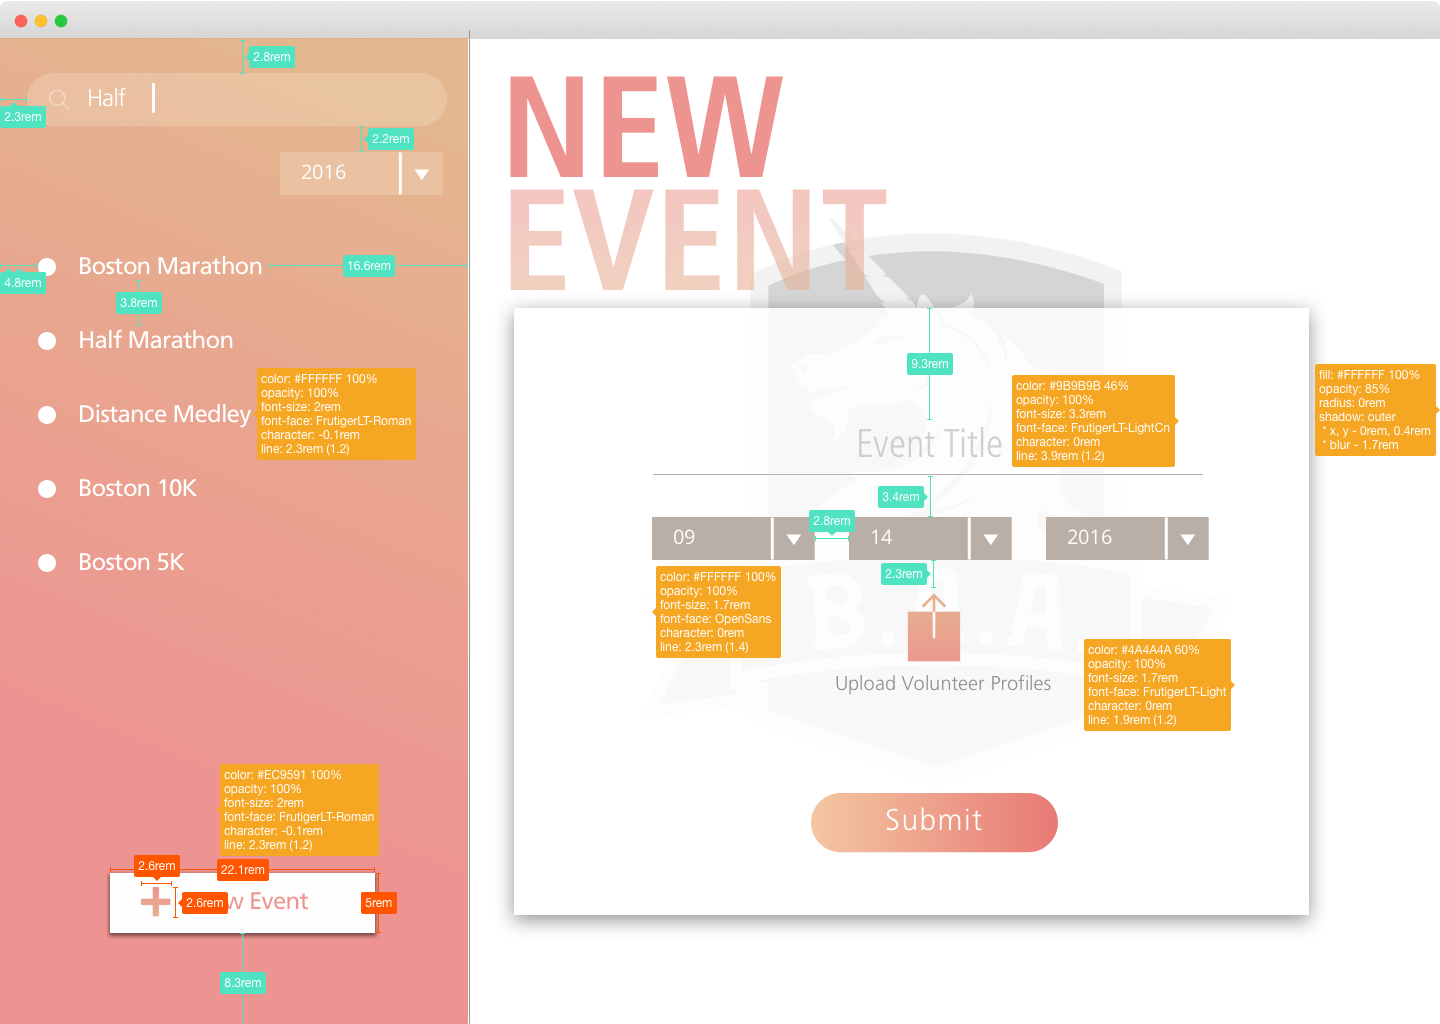 2.8rem
Half
2.3rem
2.2rem
2016
Boston Marathon
16.6rem
4.8rem
3.8rem
Half Marathon
color: #FFFFFF 100%
opacity: 100%
font-size: 2rem
font-face: FrutigerLT-Roman
character: -0.1rem
line: 2.3rem (1.2)
Distance Medley
Boston 10K
Boston 5K
color: #EC9591 100%
opacity: 100%
font-size: 2rem
font-face: FrutigerLT-Roman
character: -0.1rem
line: 2.3rem (1.2)
2.6rem
22.1rem
2.6rem
w Event
5rem
8.3rem
NEW
EVENT
9.3rem
color: #9B9B9B 46%
opacity: 100%
font-size: 3.3rem
font-face: FrutigerLT-LightCn
character: 0rem
line: 3.9rem (1.2)
fill: #FFFFFF 100%
opacity: 85%
radius: 0rem
shadow: outer
* x, y - 0rem, 0.4rem
* blur - 1.7rem
Event Title
3.4rem
2.8rem
09
14
2016
2.3rem
color: #FFFFFF 100%
opacity: 100%
font-size: 1.7rem
font-face: OpenSans
character: 0rem
line: 2.3rem (1.4)
B.A.A.
color: #4A4A4A 60%
opacity: 100%
font-size: 1.7rem
font-face: FrutigerLT-Light
character: 0rem
line: 1.9rem (1.2)
Upload Volunteer Profiles
Submit